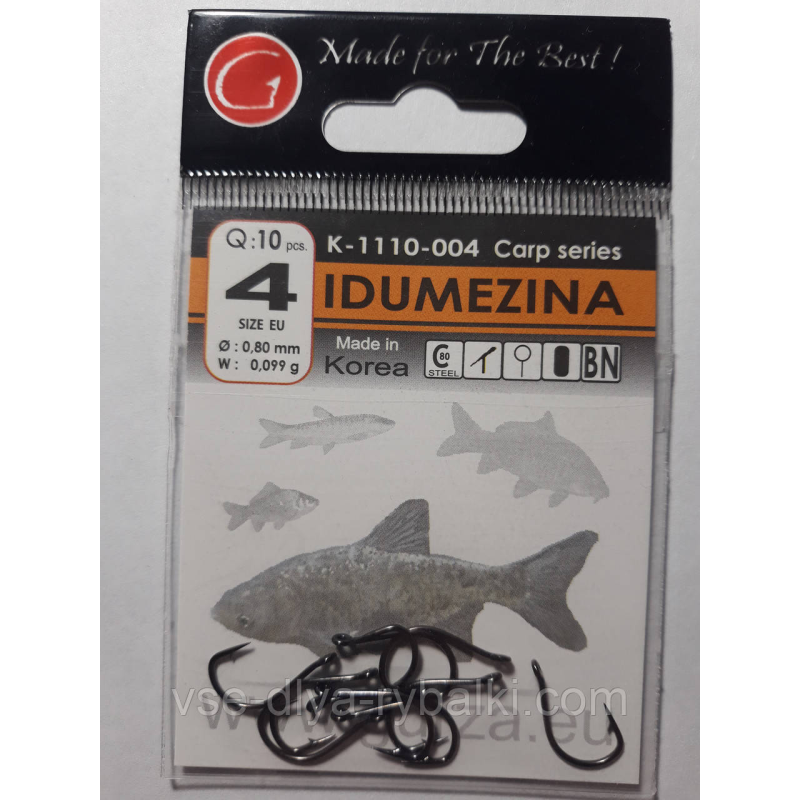 G
Made for The Best !
Q:10 pcs.
4
SIZE EU
Ø : 0,80 mm
W : 0,099 g
K-1110-004 Carp series
IDUMEZINA
Made in
Korea
C 80
STEEL
BN
vse-dlya-rybalki.com